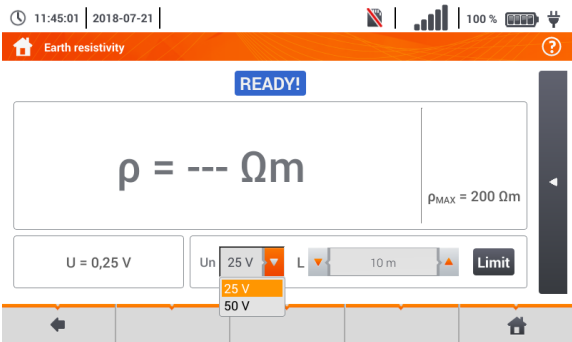 11:45:01 2018-07-21 100 %
Earth resistivity ?
READY!
ρ = --- Ωm
ρMAX = 200 Ωm
U = 0,25 V Un 25 V L 10 m Limit
25 V
50 V